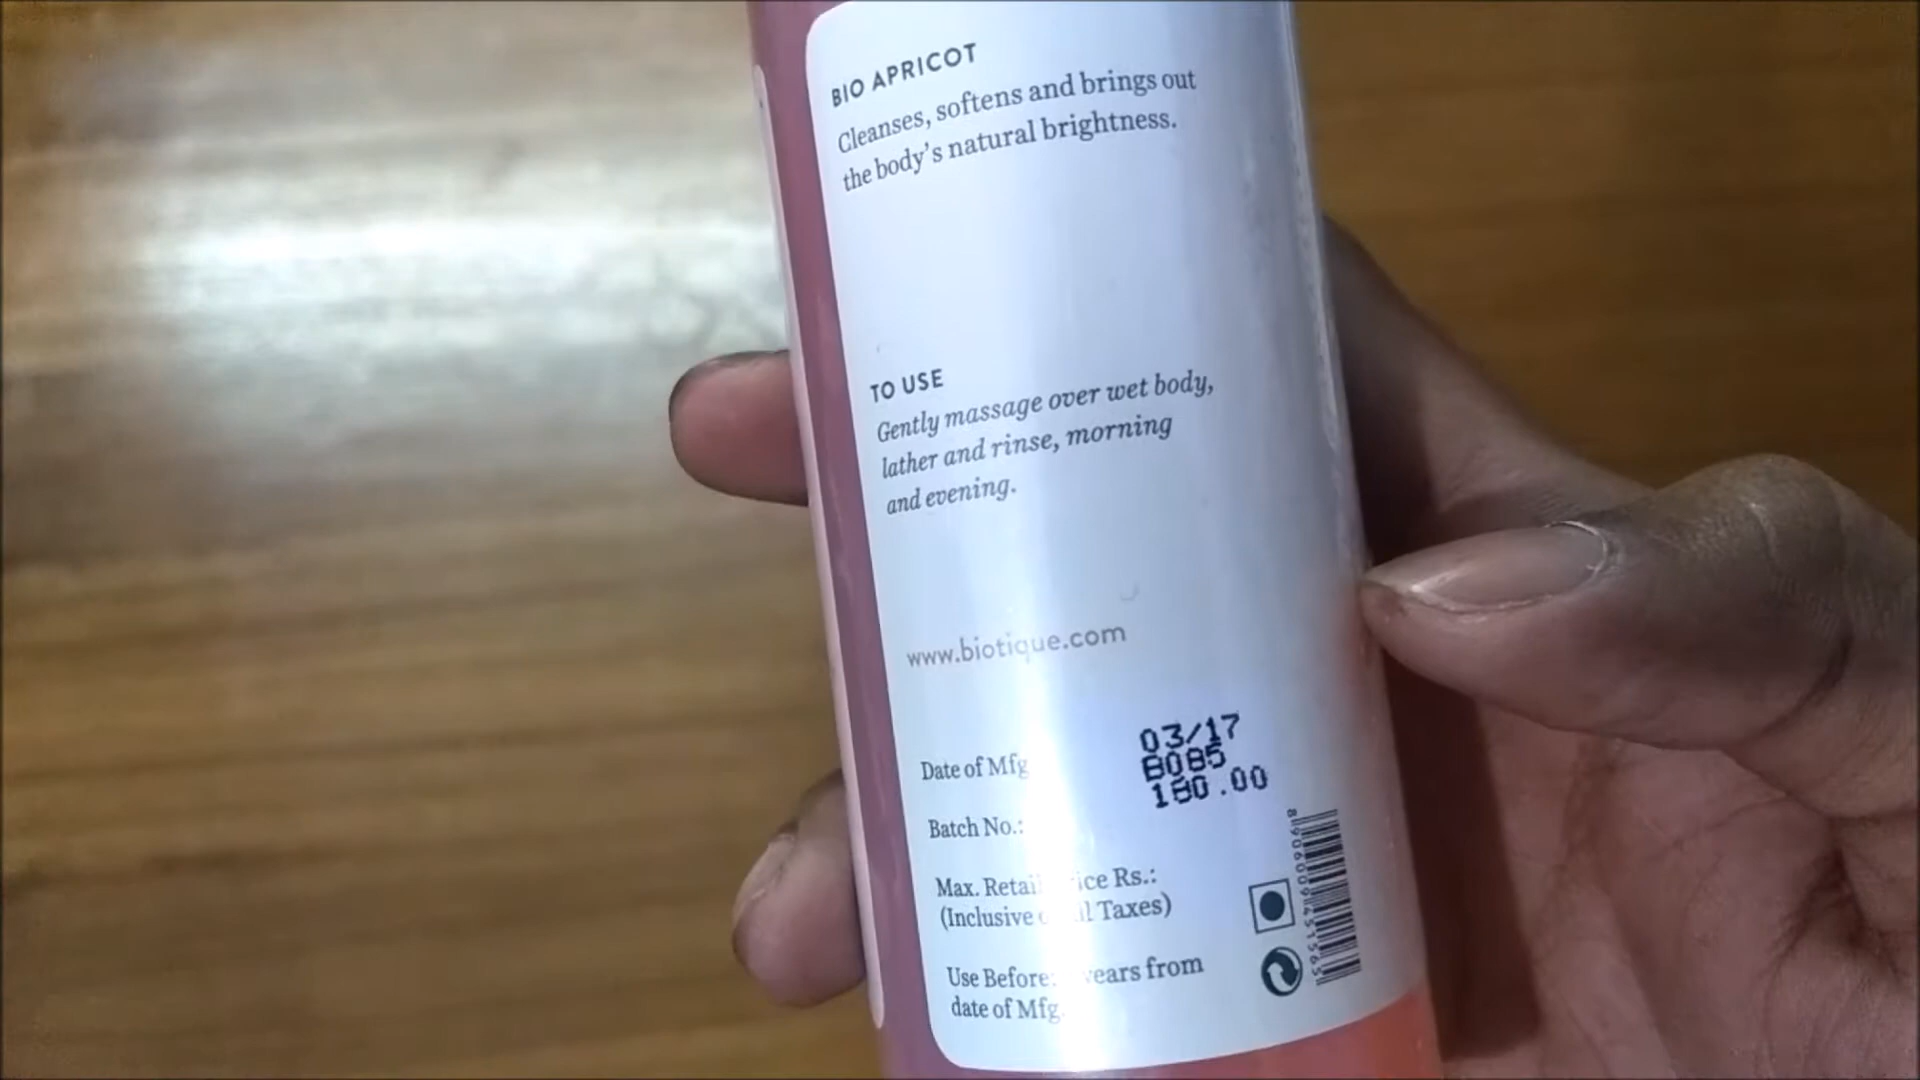 BIO APRICOT
Cleanses, softens and brings out
the body's natural brightness.
TO USE
Gently massage over wet body,
lather and rinse, morning
and evening.
www.biotique.com
Date of Mfg
03/17
B085
180.00
Batch No.:
Max. Retail Rs.:
(Inclusive Taxes)
Use Before: years from
date of Mfg.
8906009451565